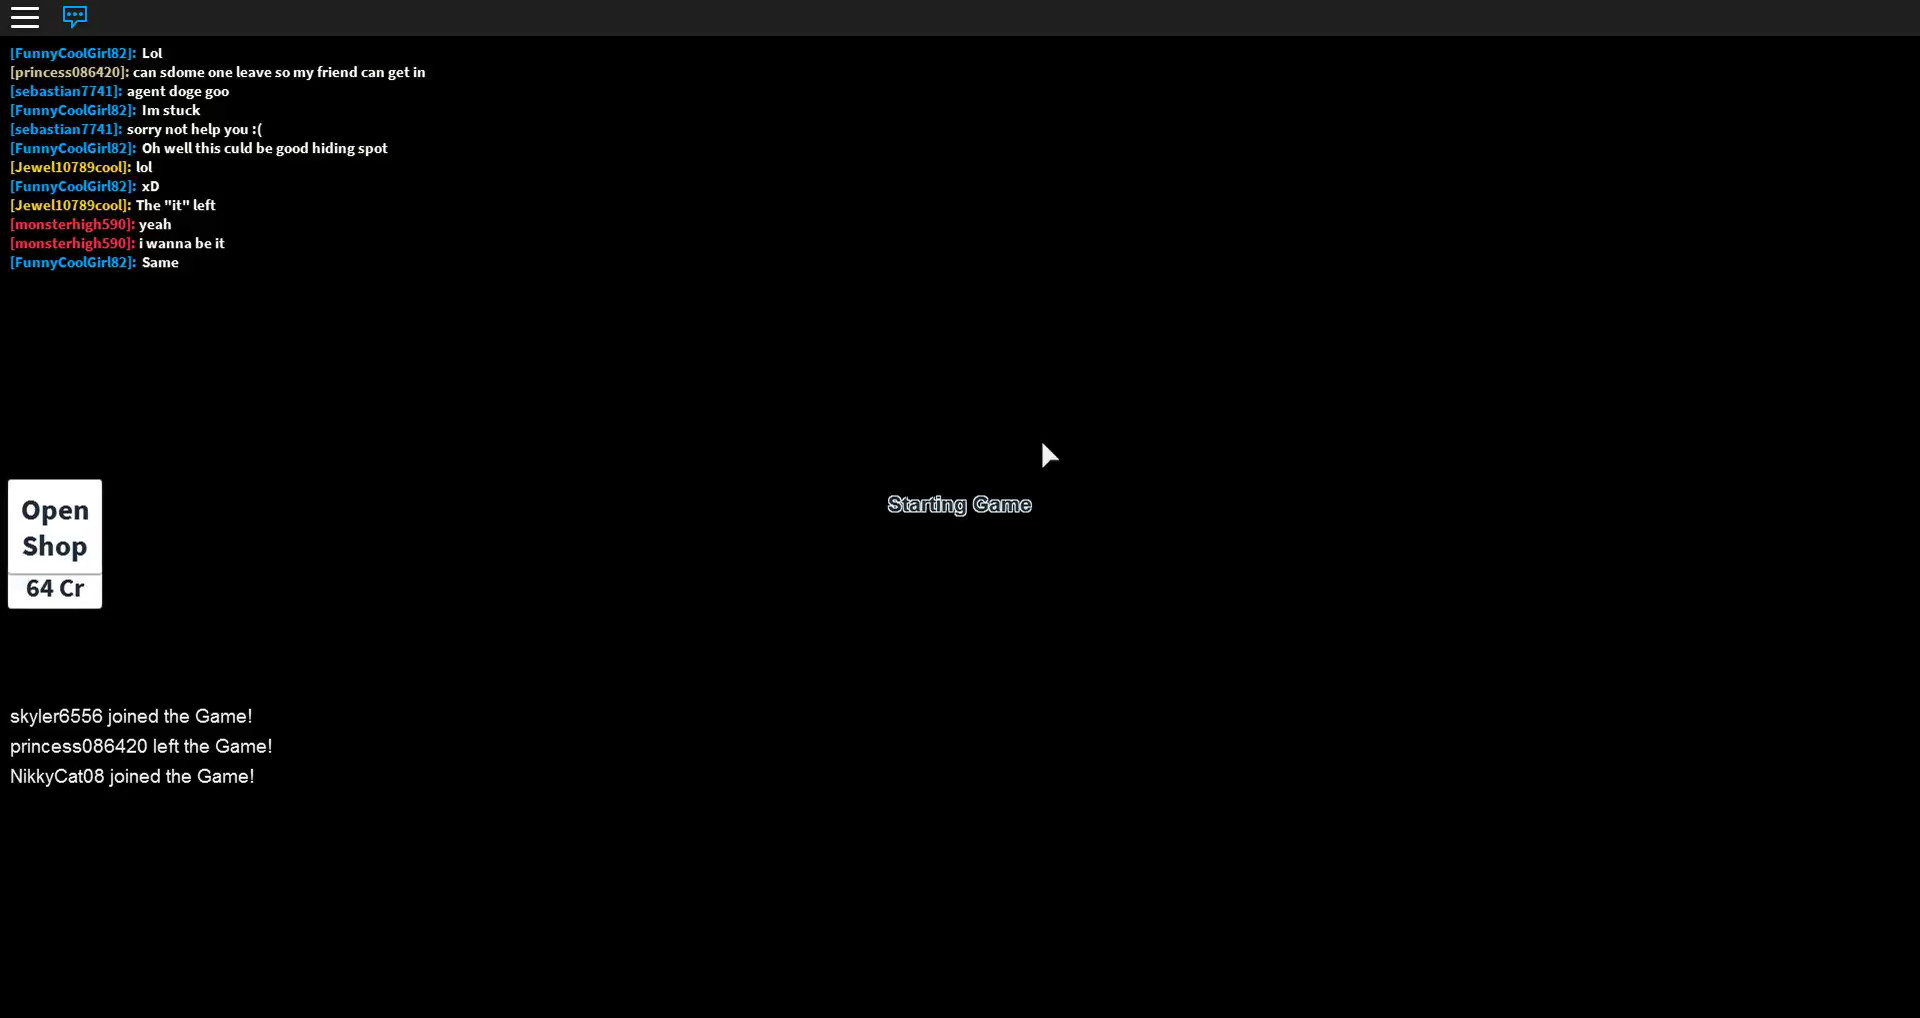 [FunnyCoolGirl82]: Lol
[princess086420]: can sdome one leave so my friend can get in
[sebastian7741]: agent doge goo
[FunnyCoolGirl82]: Im stuck
[sebastian7741]: sorry not help you :(
[FunnyCoolGirl82]: Oh well this culd be good hiding spot
[Jewel10789cool]: lol
[FunnyCoolGirl82]: xD
[Jewel10789cool]: The "it" left
[monsterhigh590]: yeah
[monsterhigh590]: i wanna be it
[FunnyCoolGirl82]: Same
Starting Game
Open
Shop
64 Cr
skyler6556 joined the Game!
princess086420 left the Game!
NikkyCat08 joined the Game!